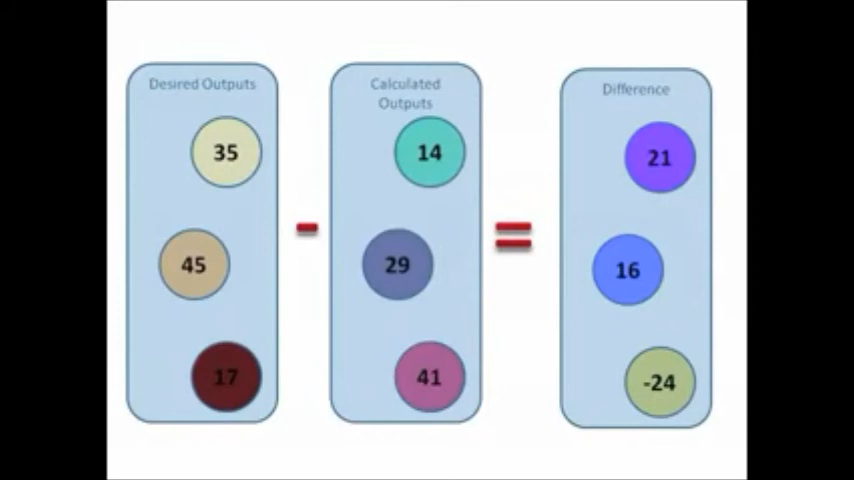 Desired Outputs
35
45
17
-
Calculated
Outputs
14
29
41
=
Difference
21
16
-24